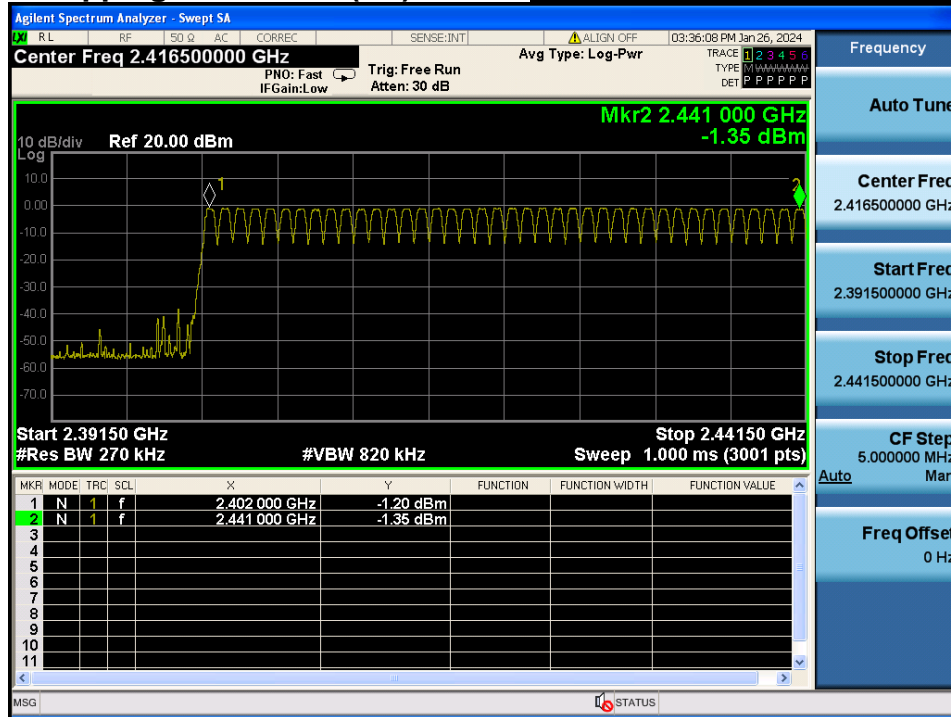 Agilent Spectrum Analyzer - Swept SA
LXI RL RF 50 Ω AC CORREC SENSE:INT ALIGN OFF 03:36:08 PM Jan 26, 2024
Center Freq 2.416500000 GHz
PNO: Fast
IFGain:Low
Trig: Free Run
Atten: 30 dB
Avg Type: Log-Pwr
TRACE 1 2 3 4 5 6
TYPE M
DET P P P P P P
Frequency
Auto Tune
Center Freq
2.416500000 GHz
Start Freq
2.391500000 GHz
Stop Freq
2.441500000 GHz
CF Step
5.000000 MHz
Auto Man
Freq Offset
0 Hz
Mkr2 2.441 000 GHz
-1.35 dBm
10 dB/div Ref 20.00 dBm
Log
10.0
0.00
-10.0
-20.0
-30.0
-40.0
-50.0
-60.0
-70.0
1
2
Start 2.39150 GHz Stop 2.44150 GHz
#Res BW 270 kHz #VBW 820 kHz Sweep 1.000 ms (3001 pts)
MKR MODE TRC SCL X Y FUNCTION FUNCTION WIDTH FUNCTION VALUE
1 N 1 f 2.402 000 GHz -1.20 dBm
2 N 1 f 2.441 000 GHz -1.35 dBm
3
4
5
6
7
8
9
10
11
MSG STATUS